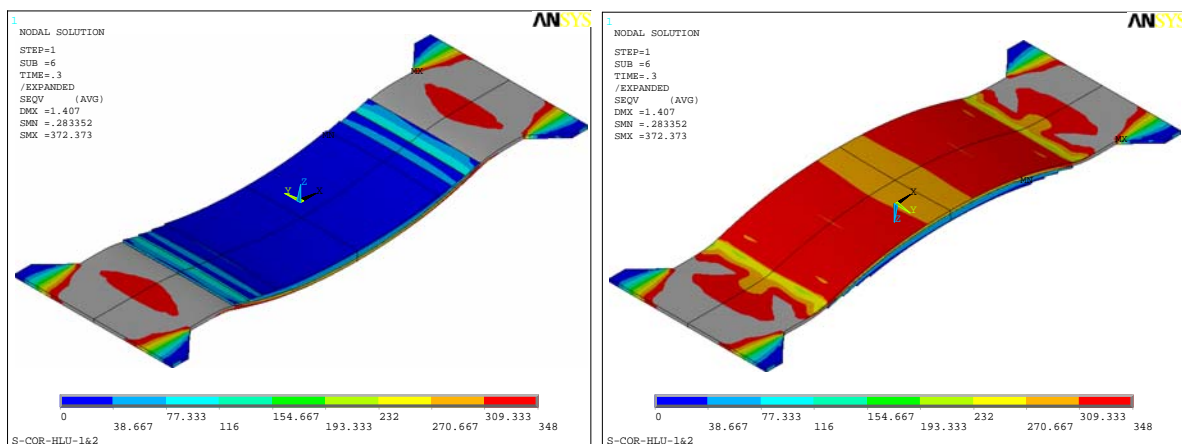 1
ANSYS
NODAL SOLUTION
STEP=1
SUB =6
TIME=.3
/EXPANDED
SEQV (AVG)
DMX =1.407
SMN =.283352
SMX =372.373
MX
Z
Y
X
0 77.333 154.667 232 309.333
38.667 116 193.333 270.667 348
S-COR-HLU-1&2
1
ANSYS
NODAL SOLUTION
STEP=1
SUB =6
TIME=.3
/EXPANDED
SEQV (AVG)
DMX =1.407
SMN =.283352
SMX =372.373
MX
MN
X
Y
Z
0 77.333 154.667 232 309.333
38.667 116 193.333 270.667 348
S-COR-HLU-1&2